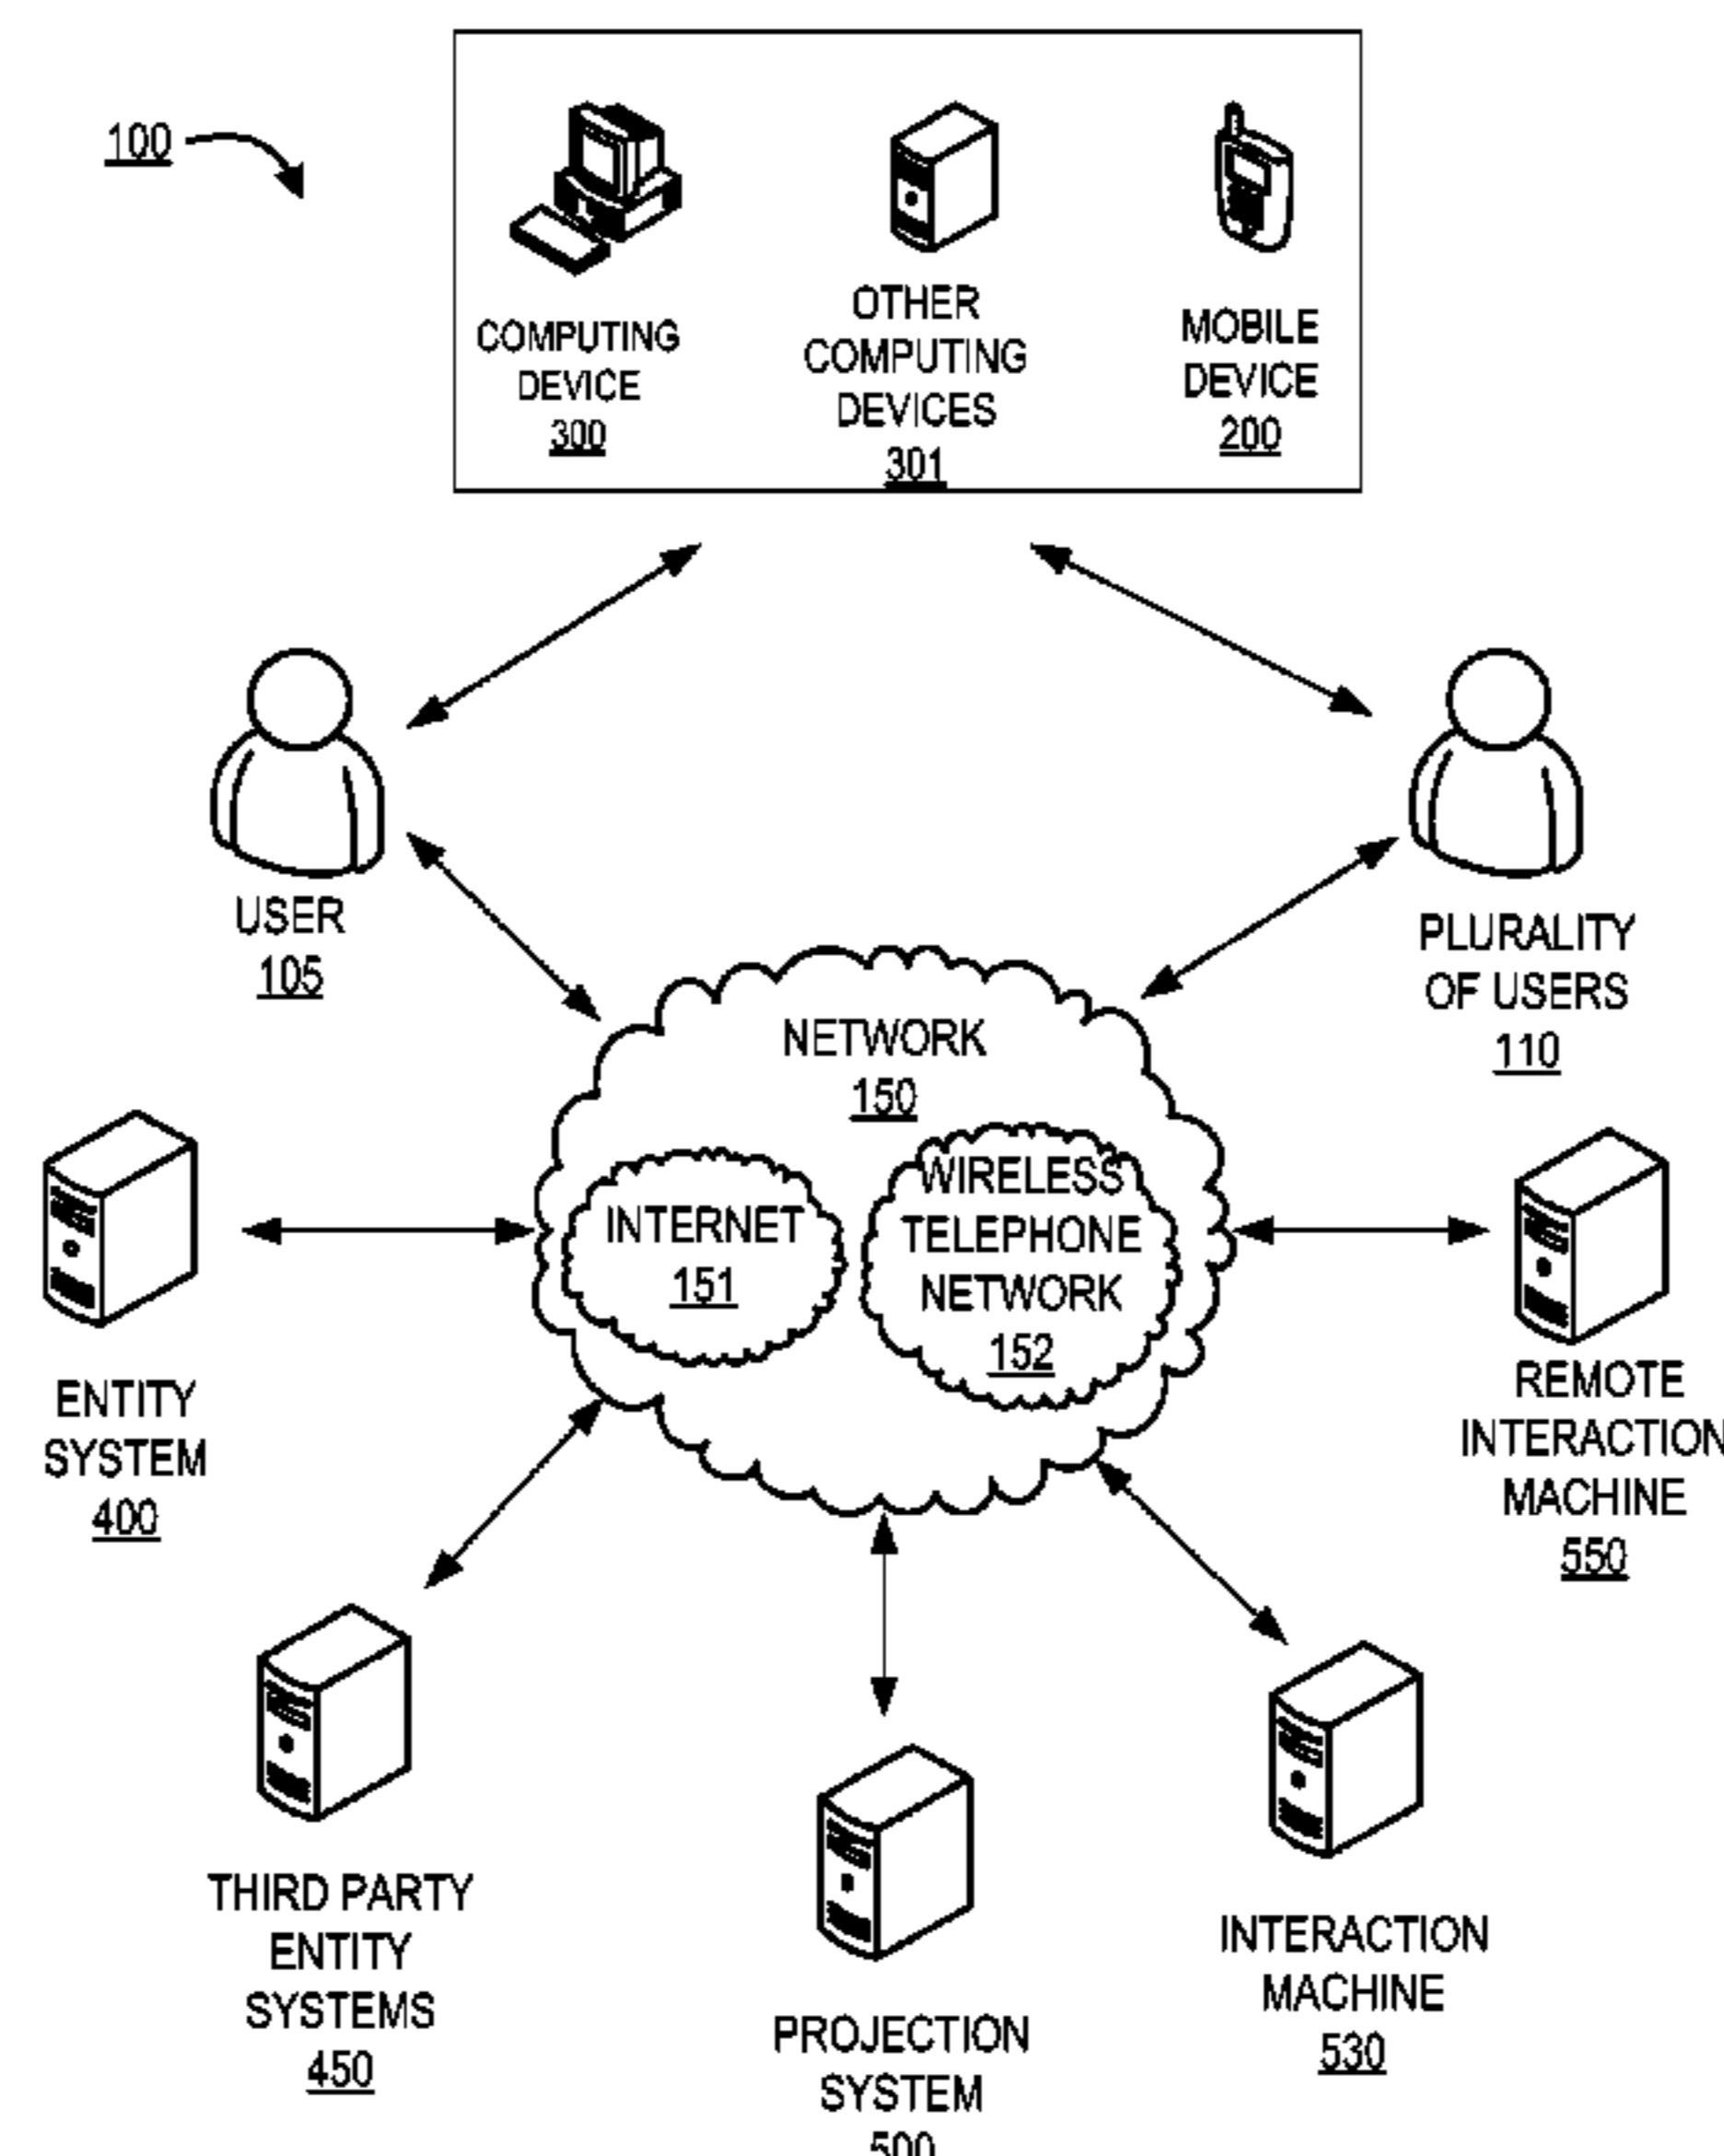 100
COMPUTING
DEVICE
300
OTHER
COMPUTING
DEVICES
301
MOBILE
DEVICE
200
USER
105
PLURALITY
OF USERS
110
NETWORK
150
INTERNET
151
WIRELESS
TELEPHONE
NETWORK
152
ENTITY
SYSTEM
400
REMOTE
INTERACTION
MACHINE
550
THIRD PARTY
ENTITY
SYSTEMS
450
PROJECTION
SYSTEM
500
INTERACTION
MACHINE
530